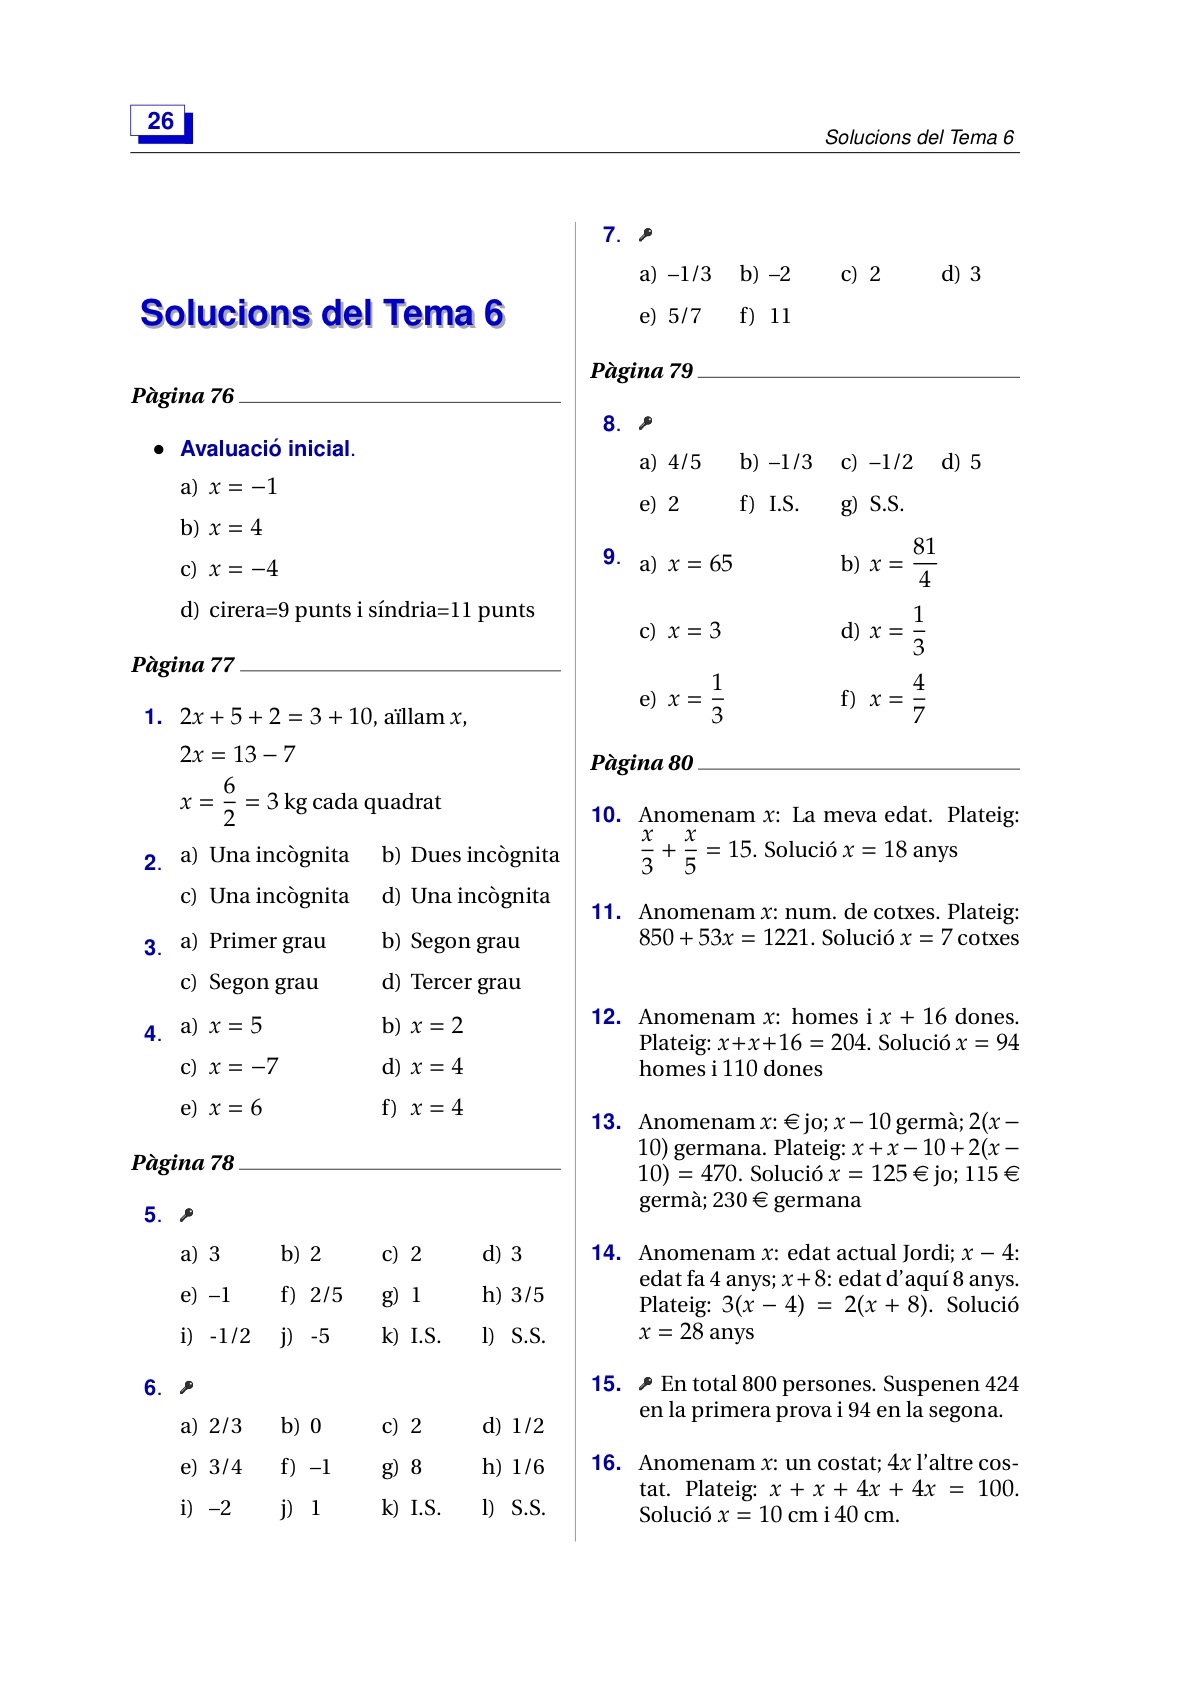 26
Solucions del Tema 6
Solucions del Tema 6
Pàgina 76
• Avaluació inicial.
a) x = −1
b) x = 4
c) x = −4
d) cirera=9 punts i síndria=11 punts
Pàgina 77
1. 2x + 5 + 2 = 3 + 10, aïllam x,
2x = 13 − 7
x = 6/2 = 3 kg cada quadrat
2. a) Una incògnita b) Dues incògnita
c) Una incògnita d) Una incògnita
3. a) Primer grau b) Segon grau
c) Segon grau d) Tercer grau
4. a) x = 5 b) x = 2
c) x = −7 d) x = 4
e) x = 6 f) x = 4
Pàgina 78
5.
a) 3 b) 2 c) 2 d) 3
e) –1 f) 2/5 g) 1 h) 3/5
i) -1/2 j) -5 k) I.S. l) S.S.
6.
a) 2/3 b) 0 c) 2 d) 1/2
e) 3/4 f) –1 g) 8 h) 1/6
i) –2 j) 1 k) I.S. l) S.S.
7.
a) –1/3 b) –2 c) 2 d) 3
e) 5/7 f) 11
Pàgina 79
8.
a) 4/5 b) –1/3 c) –1/2 d) 5
e) 2 f) I.S. g) S.S.
9. a) x = 65 b) x = 81/4
c) x = 3 d) x = 1/3
e) x = 1/3 f) x = 4/7
Pàgina 80
10. Anomenam x: La meva edat. Plateig:
x/3 + x/5 = 15. Solució x = 18 anys
11. Anomenam x: num. de cotxes. Plateig:
850 + 53x = 1221. Solució x = 7 cotxes
12. Anomenam x: homes i x + 16 dones.
Plateig: x+x+16 = 204. Solució x = 94
homes i 110 dones
13. Anomenam x: € jo; x − 10 germà; 2(x −
10) germana. Plateig: x + x − 10 + 2(x −
10) = 470. Solució x = 125 € jo; 115 €
germà; 230 € germana
14. Anomenam x: edat actual Jordi; x − 4:
edat fa 4 anys; x+8: edat d’aquí 8 anys.
Plateig: 3(x − 4) = 2(x + 8). Solució
x = 28 anys
15. En total 800 persones. Suspenen 424
en la primera prova i 94 en la segona.
16. Anomenam x: un costat; 4x l’altre cos-
tat. Plateig: x + x + 4x + 4x = 100.
Solució x = 10 cm i 40 cm.